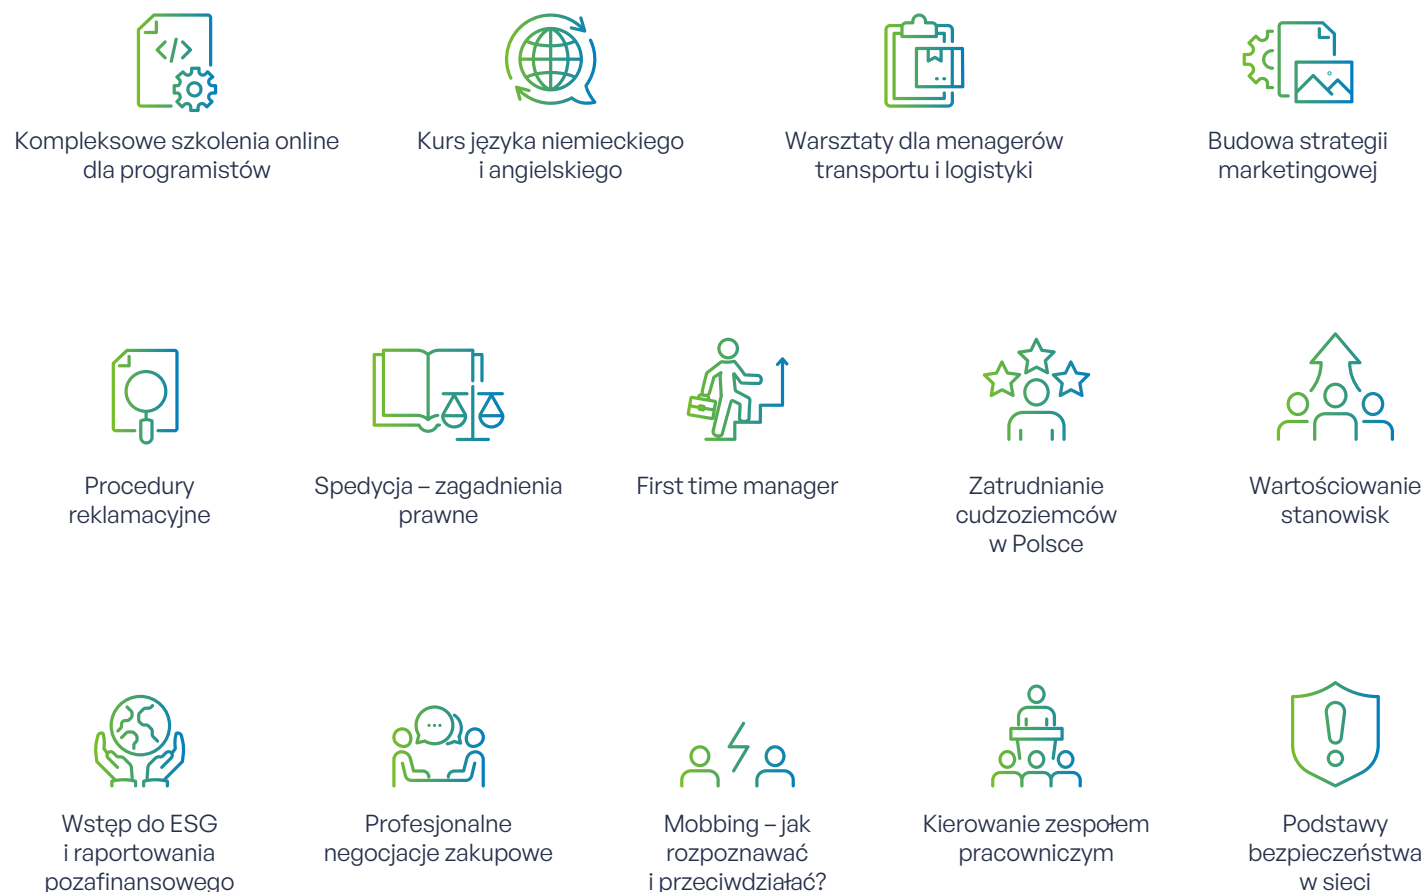 Kompleksowe szkolenia online
dla programistów
Kurs języka niemieckiego
i angielskiego
Warsztaty dla menagerów
transportu i logistyki
Budowa strategii
marketingowej
Procedury
reklamacyjne
Spedycja – zagadnienia
prawne
First time manager
Zatrudnianie
cudzoziemców
w Polsce
Wartościowanie
stanowisk
Wstęp do ESG
i raportowania
pozafinansowego
Profesjonalne
negocjacje zakupowe
Mobbing – jak
rozpoznawać
i przeciwdziałać?
Kierowanie zespołem
pracowniczym
Podstawy
bezpieczeństwa
w sieci